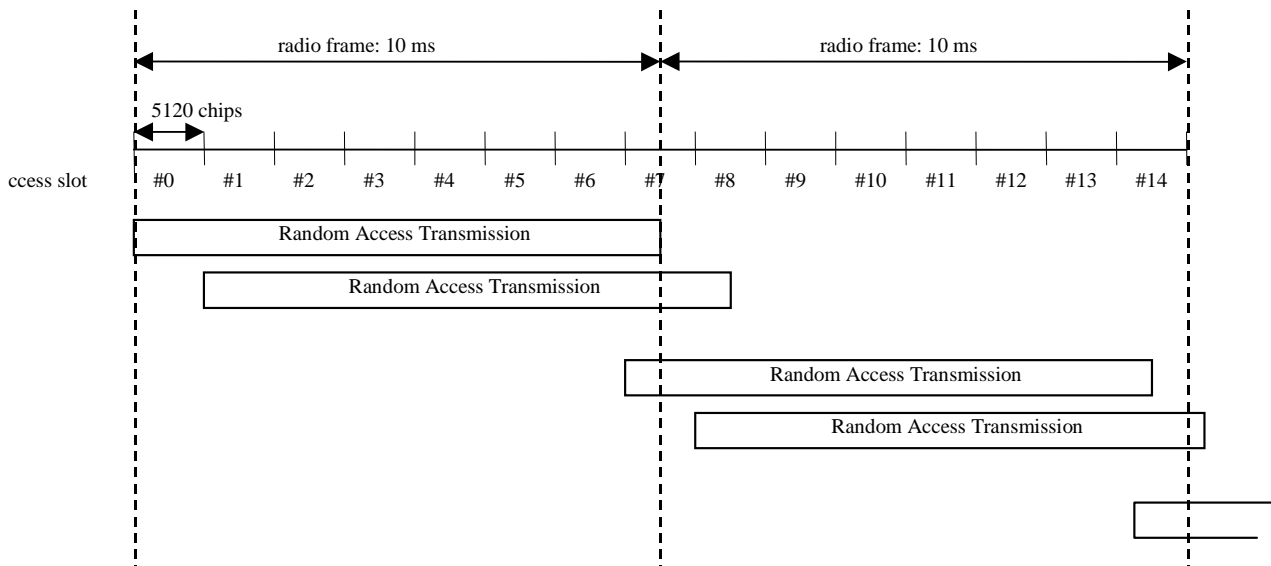 radio frame: 10 ms radio frame: 10 ms
5120 chips
ccess slot #0 #1 #2 #3 #4 #5 #6 #7 #8 #9 #10 #11 #12 #13 #14
Random Access Transmission
Random Access Transmission
Random Access Transmission
Random Access Transmission